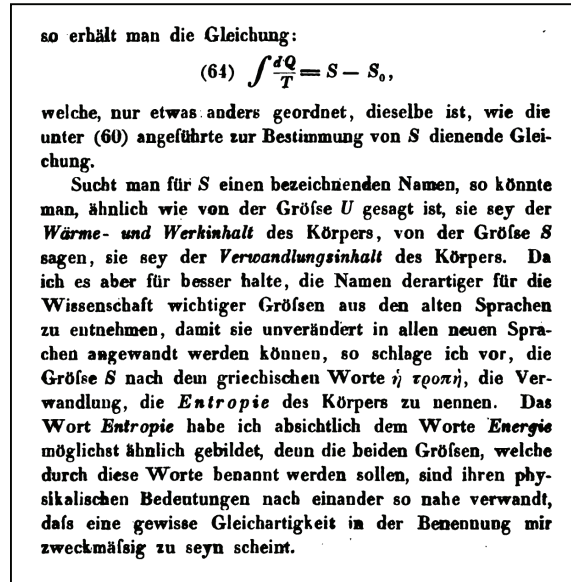 so erhält man die Gleichung:
(64) ∫dQ/T = S − S₀,
welche, nur etwas anders geordnet, dieselbe ist, wie die
unter (60) angeführte zur Bestimmung von S dienende Glei-
chung.
Sucht man für S einen bezeichnenden Namen, so könnte
man, ähnlich wie von der Gröſse U gesagt ist, sie sey der
Wärme- und Werkinhalt des Körpers, von der Gröſse S
sagen, sie sey der Verwandlungsinhalt des Körpers. Da
ich es aber für besser halte, die Namen derartiger für die
Wissenschaft wichtiger Gröſsen aus den alten Sprachen
zu entnehmen, damit sie unverändert in allen neuen Spra-
chen angewandt werden können, so schlage ich vor, die
Gröſse S nach dem griechischen Worte ἡ τροπή, die Ver-
wandlung, die Entropie des Körpers zu nennen. Das
Wort Entropie habe ich absichtlich dem Worte Energie
möglichst ähnlich gebildet, denn die beiden Gröſsen, welche
durch diese Worte benannt werden sollen, sind ihren phy-
sikalischen Bedeutungen nach einander so nahe verwandt,
daſs eine gewisse Gleichartigkeit in der Benennung mir
zweckmäſsig zu seyn scheint.